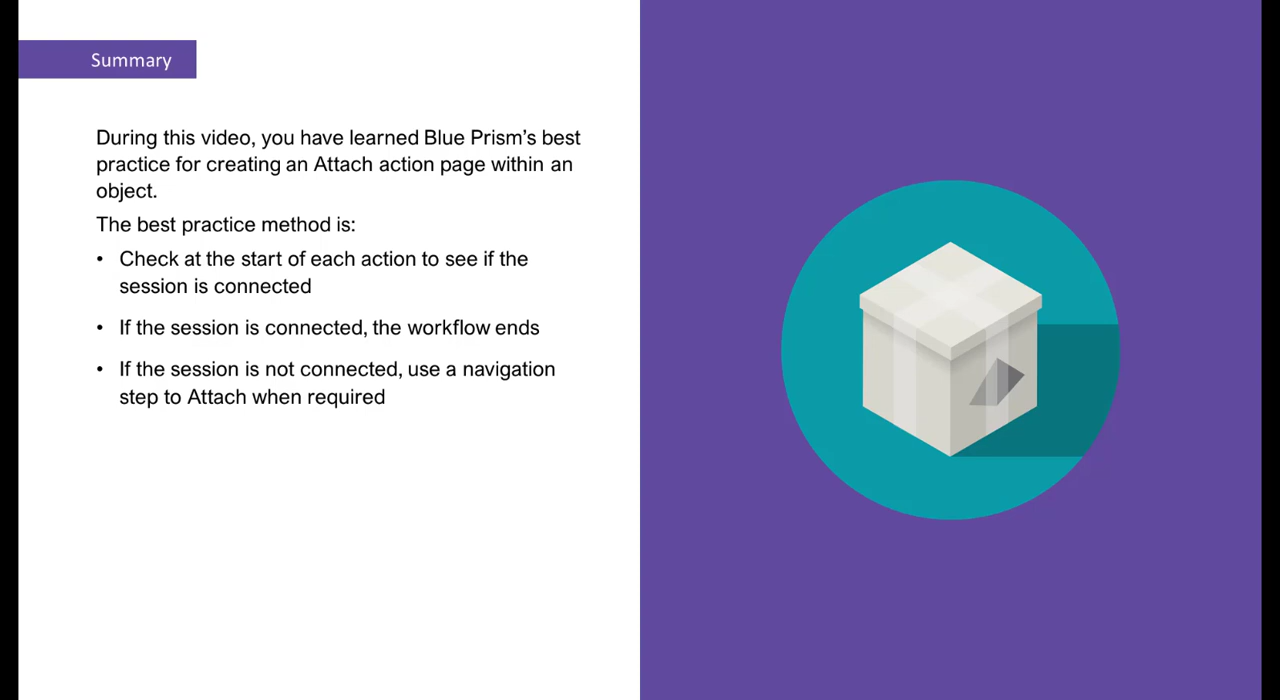 Summary
During this video, you have learned Blue Prism’s best
practice for creating an Attach action page within an
object.
The best practice method is:
• Check at the start of each action to see if the
session is connected
• If the session is connected, the workflow ends
• If the session is not connected, use a navigation
step to Attach when required